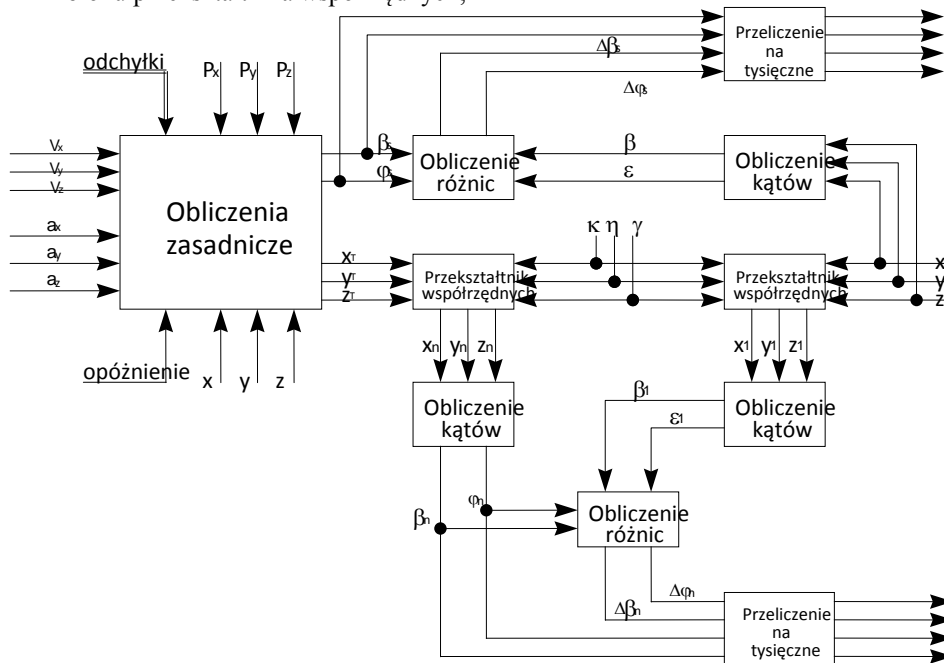 Δβs
Przeliczenie
na
tysięczne
odchyłki
Px Py Pz
Δφs
Vx
Vy
Vz
βs
φs
Obliczenie
różnic
β
ε
Obliczenie
kątów
Obliczenia
zasadnicze
ax
ay
az
κ η γ
xT
yT
zT
Przekształtnik
współrzędnych
Przekształtnik
współrzędnych
x
y
z
opóźnienie
x y z
xn yn zn
x1 y1 z1
Obliczenie
kątów
β1
ε1
Obliczenie
kątów
φn
βn
Obliczenie
różnic
Δφn
Δβn
Przeliczenie
na
tysięczne